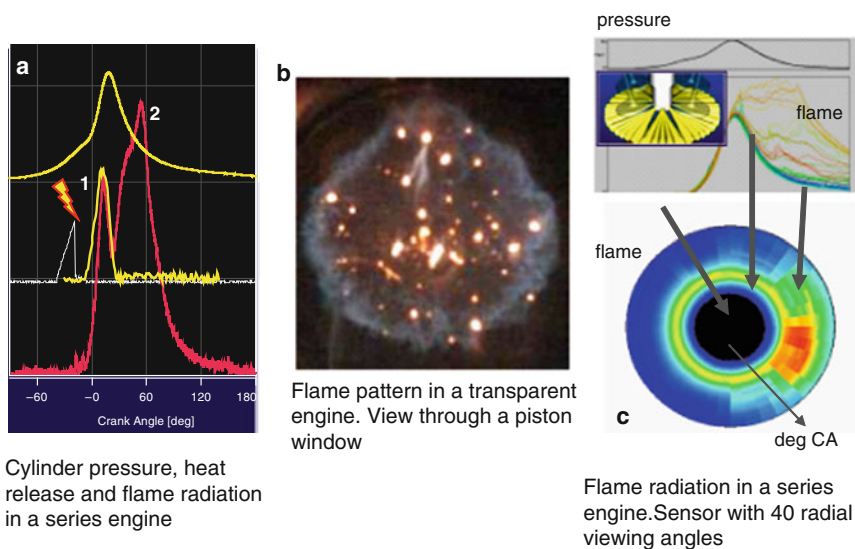 a
2
1
−60
−0
60
120
180
Crank Angle [deg]
Cylinder pressure, heat
release and flame radiation
in a series engine
b
Flame pattern in a transparent
engine. View through a piston
window
pressure
flame
flame
c
deg CA
Flame radiation in a series
engine.Sensor with 40 radial
viewing angles